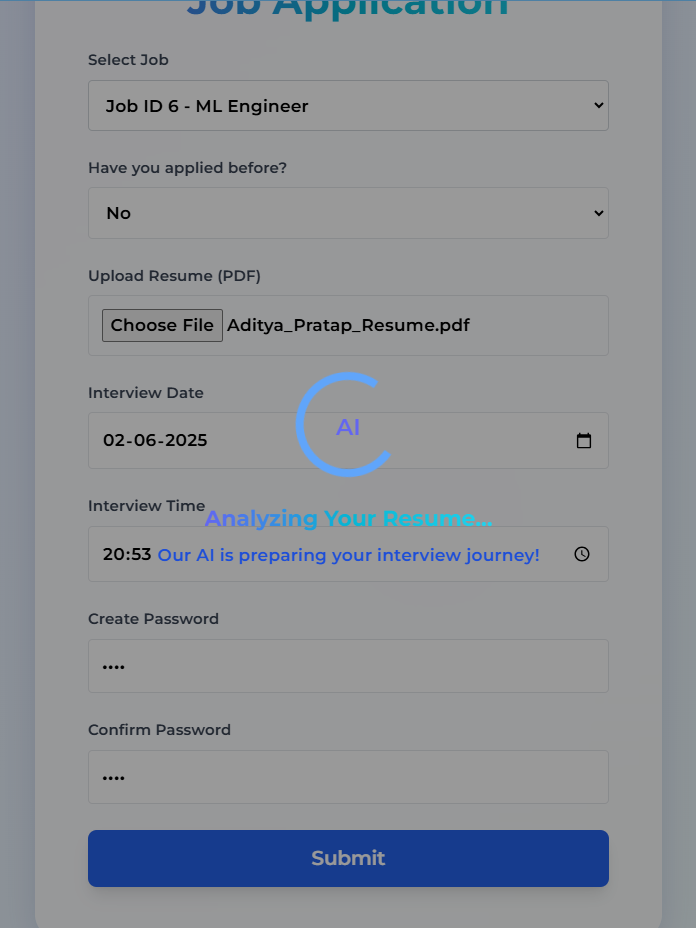 Job Application
Select Job
Job ID 6 - ML Engineer
Have you applied before?
No
Upload Resume (PDF)
Choose File Aditya_Pratap_Resume.pdf
Interview Date
AI
02-06-2025
Interview Time
Analyzing Your Resume...
20:53
Our AI is preparing your interview journey!
Create Password
••••
Confirm Password
••••
Submit